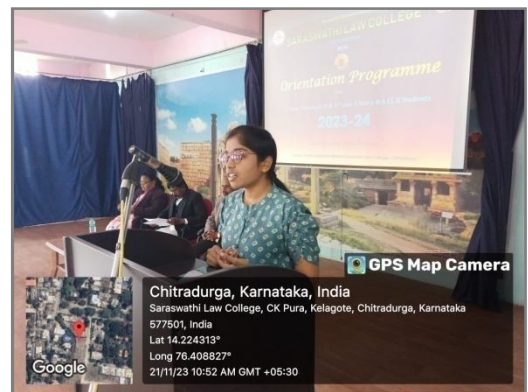 SARASWATHI LAW COLLEGE
Orientation Programme
2023-24
GPS Map Camera
Chitradurga, Karnataka, India
Saraswathi Law College, CK Pura, Kelagote, Chitradurga, Karnataka
577501, India
Lat 14.224313°
Long 76.408827°
21/11/23 10:52 AM GMT +05:30
Google